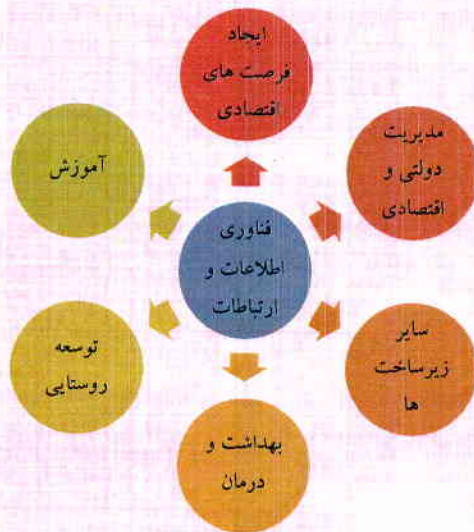 ایجاد
فرصت های
اقتصادی
مدیریت
دولتی و
اقتصادی
سایر
زیرساخت
ها
بهداشت و
درمان
توسعه
روستایی
آموزش
فناوری
اطلاعات و
ارتباطات